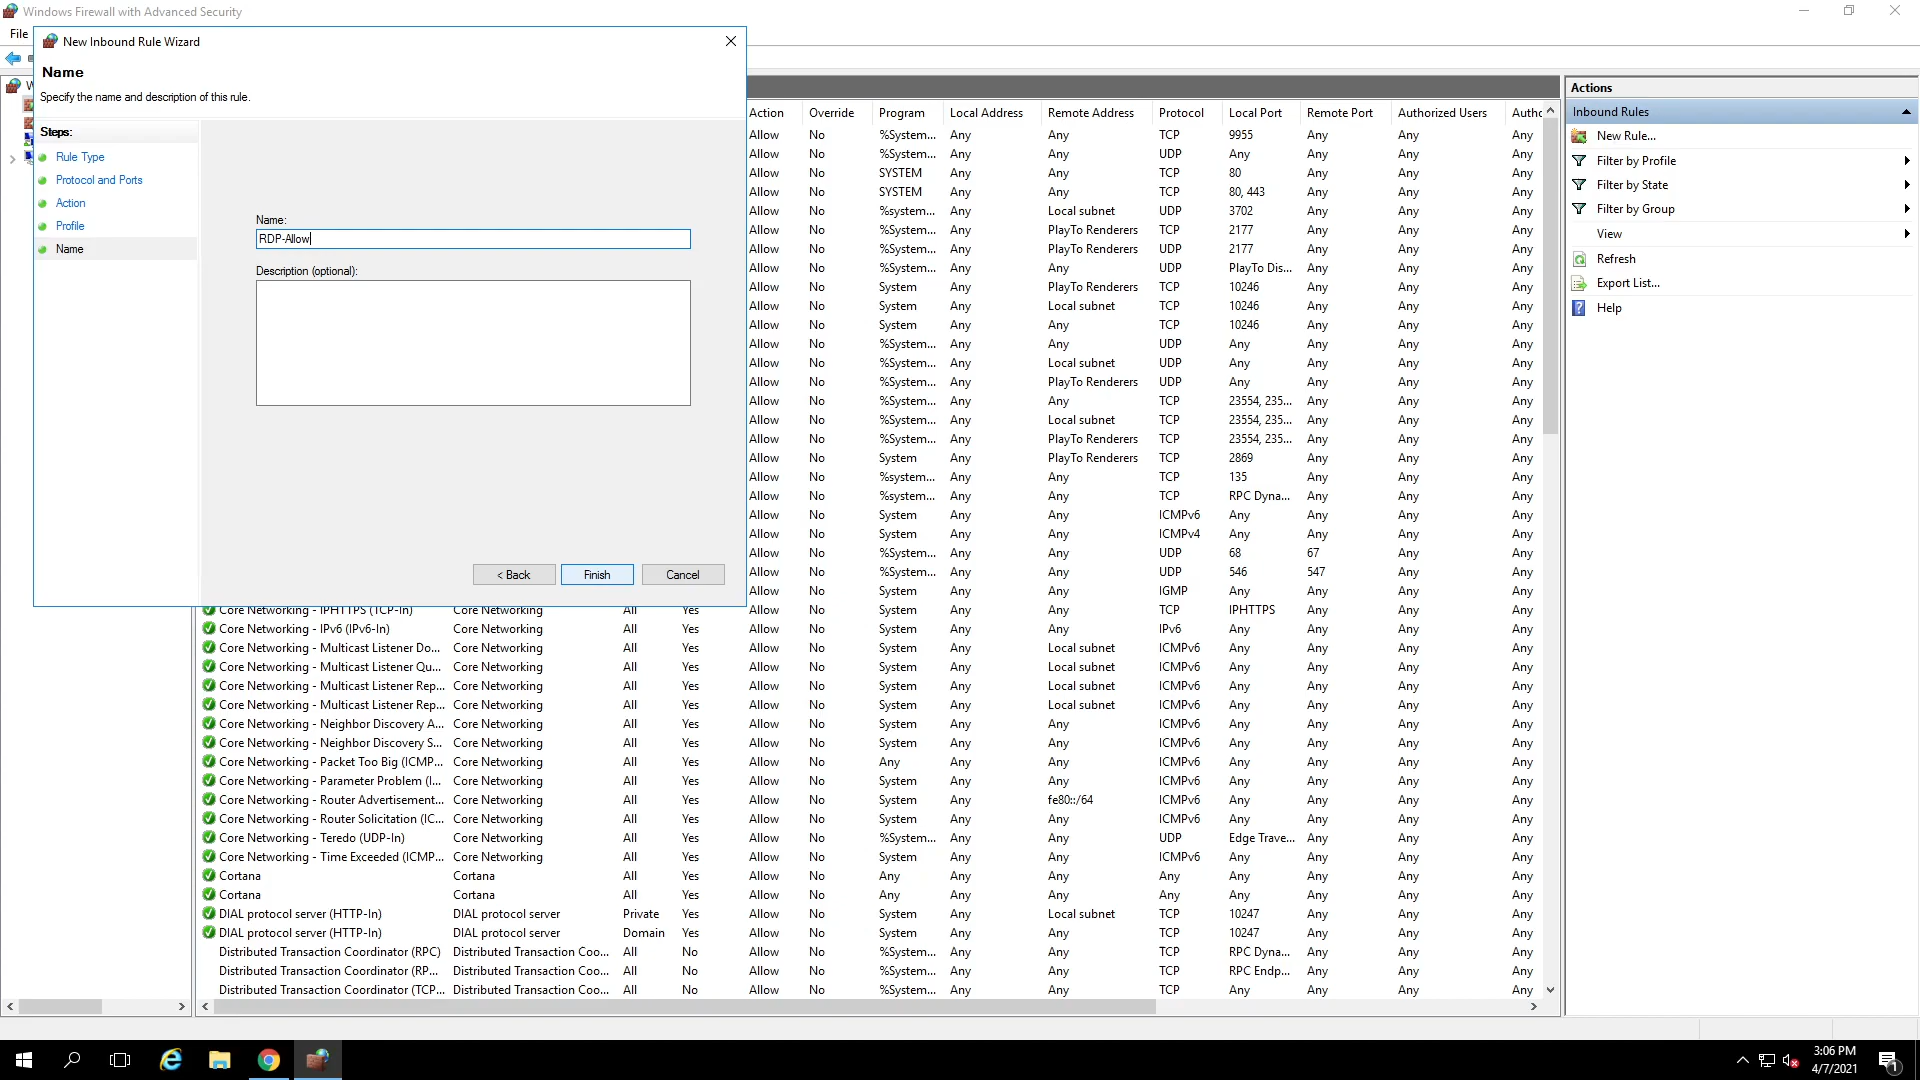 Windows Firewall with Advanced Security
File
New Inbound Rule Wizard
Name
Specify the name and description of this rule.
Steps:
Rule Type
Protocol and Ports
Action
Profile
Name
Name:
RDP-Allow
Description (optional):
< Back Finish Cancel
Action Override Program Local Address Remote Address Protocol Local Port Remote Port Authorized Users Autho
Allow No %System... Any Any TCP 9955 Any Any Any
Allow No %System... Any Any UDP Any Any Any Any
Allow No SYSTEM Any Any TCP 80 Any Any Any
Allow No SYSTEM Any Any TCP 80, 443 Any Any Any
Allow No %system... Any Local subnet UDP 3702 Any Any Any
Allow No %System... Any PlayTo Renderers TCP 2177 Any Any Any
Allow No %System... Any PlayTo Renderers UDP 2177 Any Any Any
Allow No %System... Any Any UDP PlayTo Dis... Any Any Any
Allow No System Any PlayTo Renderers TCP 10246 Any Any Any
Allow No System Any Local subnet TCP 10246 Any Any Any
Allow No System Any Any TCP 10246 Any Any Any
Allow No %System... Any Any UDP Any Any Any Any
Allow No %System... Any Local subnet UDP Any Any Any Any
Allow No %System... Any PlayTo Renderers UDP Any Any Any Any
Allow No %System... Any Any TCP 23554, 235... Any Any Any
Allow No %System... Any Local subnet TCP 23554, 235... Any Any Any
Allow No %System... Any PlayTo Renderers TCP 23554, 235... Any Any Any
Allow No System Any PlayTo Renderers TCP 2869 Any Any Any
Allow No %system... Any Any TCP 135 Any Any Any
Allow No %system... Any Any TCP RPC Dyna... Any Any Any
Allow No System Any Any ICMPv6 Any Any Any Any
Allow No System Any Any ICMPv4 Any Any Any Any
Allow No %System... Any Any UDP 68 67 Any Any
Allow No %System... Any Any UDP 546 547 Any Any
Allow No System Any Any IGMP Any Any Any Any
Core Networking - IPHTTPS (TCP-In) Core Networking All Yes Allow No System Any Any TCP IPHTTPS Any Any Any
Core Networking - IPv6 (IPv6-In) Core Networking All Yes Allow No System Any Any IPv6 Any Any Any Any
Core Networking - Multicast Listener Do... Core Networking All Yes Allow No System Any Local subnet ICMPv6 Any Any Any Any
Core Networking - Multicast Listener Qu... Core Networking All Yes Allow No System Any Local subnet ICMPv6 Any Any Any Any
Core Networking - Multicast Listener Rep... Core Networking All Yes Allow No System Any Local subnet ICMPv6 Any Any Any Any
Core Networking - Multicast Listener Rep... Core Networking All Yes Allow No System Any Local subnet ICMPv6 Any Any Any Any
Core Networking - Neighbor Discovery A... Core Networking All Yes Allow No System Any Any ICMPv6 Any Any Any Any
Core Networking - Neighbor Discovery S... Core Networking All Yes Allow No System Any Any ICMPv6 Any Any Any Any
Core Networking - Packet Too Big (ICMP... Core Networking All Yes Allow No Any Any Any ICMPv6 Any Any Any Any
Core Networking - Parameter Problem (I... Core Networking All Yes Allow No System Any Any ICMPv6 Any Any Any Any
Core Networking - Router Advertisement... Core Networking All Yes Allow No System Any fe80::/64 ICMPv6 Any Any Any Any
Core Networking - Router Solicitation (IC... Core Networking All Yes Allow No System Any Any ICMPv6 Any Any Any Any
Core Networking - Teredo (UDP-In) Core Networking All Yes Allow No %System... Any Any UDP Edge Trave... Any Any Any
Core Networking - Time Exceeded (ICMP... Core Networking All Yes Allow No System Any Any ICMPv6 Any Any Any Any
Cortana Cortana All Yes Allow No Any Any Any Any Any Any Any Any
Cortana Cortana All Yes Allow No Any Any Any Any Any Any Any Any
DIAL protocol server (HTTP-In) DIAL protocol server Private Yes Allow No System Any Local subnet TCP 10247 Any Any Any
DIAL protocol server (HTTP-In) DIAL protocol server Domain Yes Allow No System Any Any TCP 10247 Any Any Any
Distributed Transaction Coordinator (RPC) Distributed Transaction Coo... All No Allow No %System... Any Any TCP RPC Dyna... Any Any Any
Distributed Transaction Coordinator (RP... Distributed Transaction Coo... All No Allow No %System... Any Any TCP RPC Endp... Any Any Any
Distributed Transaction Coordinator (TCP... Distributed Transaction Coo... All No Allow No %System... Any Any TCP Any Any Any Any
Actions
Inbound Rules
New Rule...
Filter by Profile
Filter by State
Filter by Group
View
Refresh
Export List...
Help
3:06 PM
4/7/2021
1